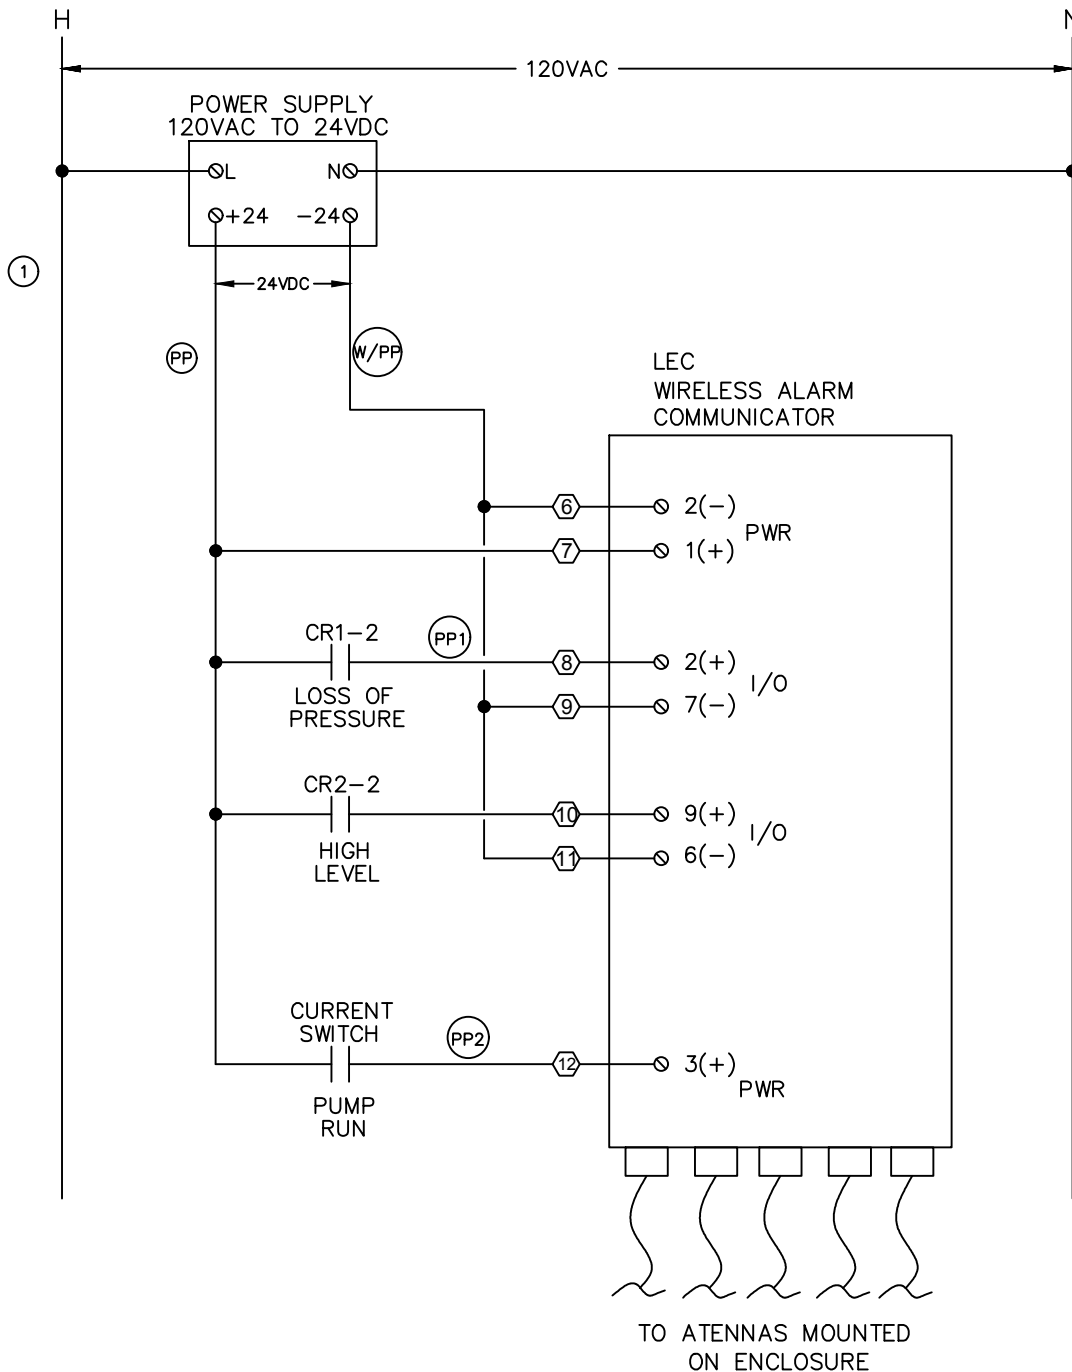 H
N
120VAC
POWER SUPPLY
120VAC TO 24VDC
L
N
+24
-24
1
24VDC
PP
W/PP
LEC
WIRELESS ALARM
COMMUNICATOR
6
2(-)
PWR
7
1(+)
CR1-2
PP1
8
2(+)
I/O
LOSS OF
PRESSURE
9
7(-)
CR2-2
10
9(+)
I/O
HIGH
LEVEL
11
6(-)
CURRENT
SWITCH
PP2
12
3(+)
PWR
PUMP
RUN
TO ATENNAS MOUNTED
ON ENCLOSURE